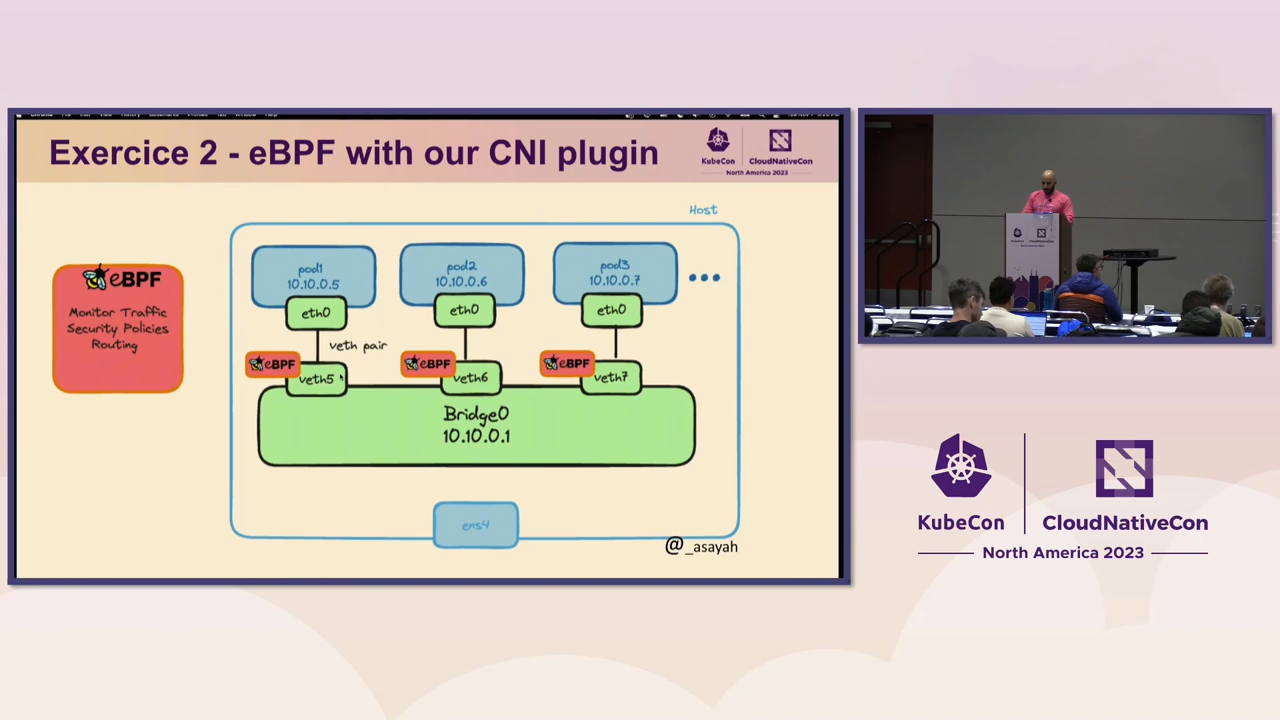 Exercice 2 - eBPF with our CNI plugin
KubeCon
CloudNativeCon
North America 2023
Host
eBPF
Monitor Traffic
Security Policies
Routing
pod1
10.10.0.5
pod2
10.10.0.6
pod3
10.10.0.7
eth0
eth0
eth0
veth pair
eBPF
eBPF
eBPF
veth5
veth6
veth7
Bridge0
10.10.0.1
ens4
@_asayah
KubeCon
CloudNativeCon
North America 2023